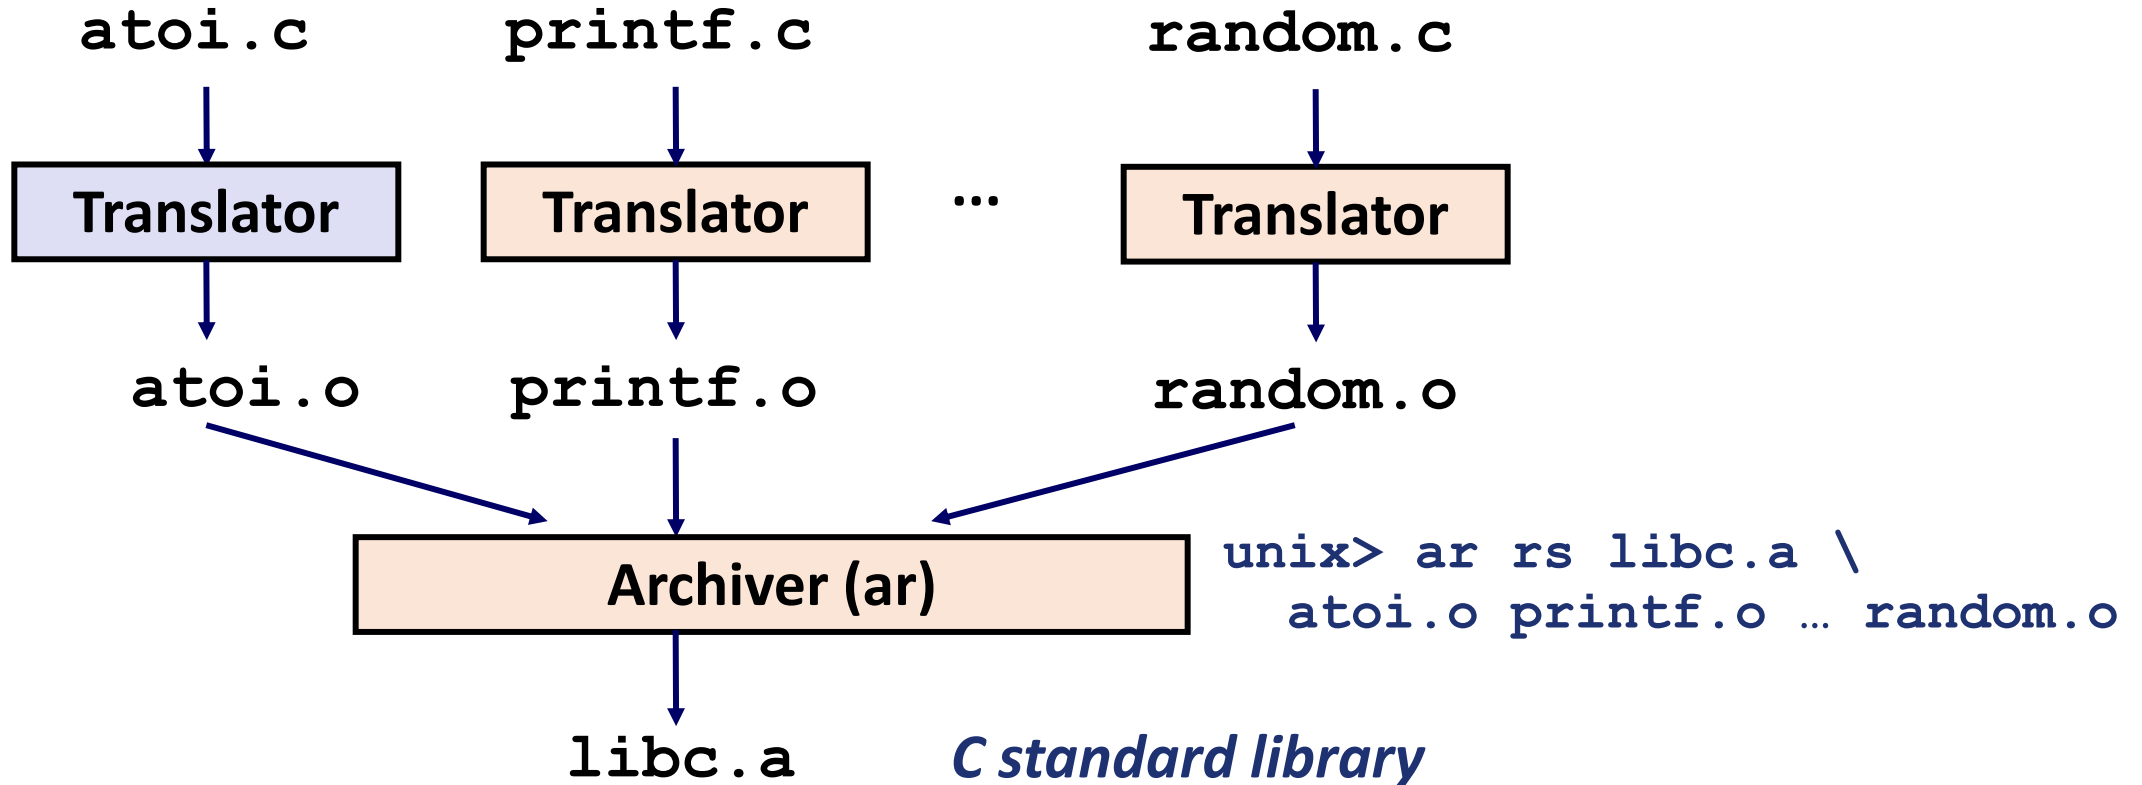 atoi.c printf.c random.c
Translator Translator ... Translator
atoi.o printf.o random.o
Archiver (ar)
unix> ar rs libc.a \
atoi.o printf.o … random.o
libc.a C standard library